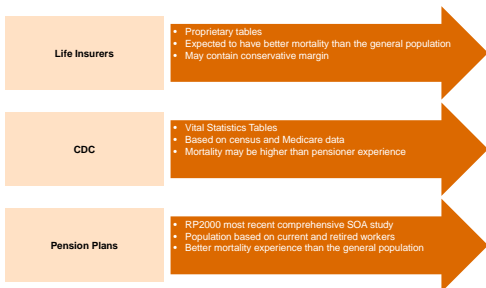 Life Insurers
• Proprietary tables
• Expected to have better mortality than the general population
• May contain conservative margin
CDC
• Vital Statistics Tables
• Based on census and Medicare data
• Mortality may be higher than pensioner experience
Pension Plans
• RP2000 most recent comprehensive SOA study
• Population based on current and retired workers
• Better mortality experience than the general population